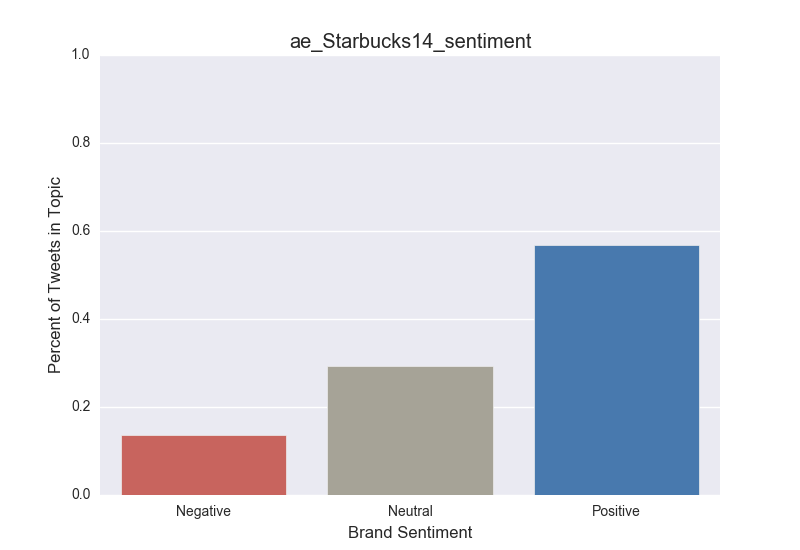 ae_Starbucks14_sentiment
1.0
0.8
0.6
0.4
0.2
0.0
Percent of Tweets in Topic
Negative Neutral Positive
Brand Sentiment